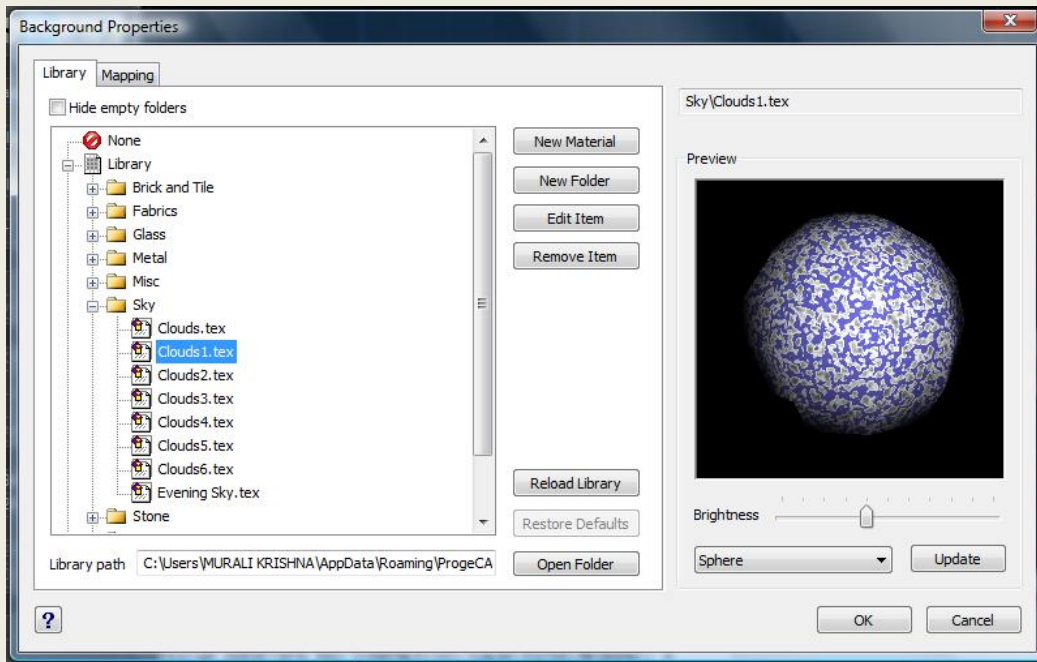 Background Properties
Library
Mapping
Hide empty folders
None
Library
Brick and Tile
Fabrics
Glass
Metal
Misc
Sky
Clouds.tex
Clouds1.tex
Clouds2.tex
Clouds3.tex
Clouds4.tex
Clouds5.tex
Clouds6.tex
Evening Sky.tex
Stone
Library path C:\Users\MURALI KRISHNA\AppData\Roaming\ProgeCA
New Material
New Folder
Edit Item
Remove Item
Reload Library
Restore Defaults
Open Folder
Sky\Clouds1.tex
Preview
Brightness
Sphere
Update
?
OK
Cancel